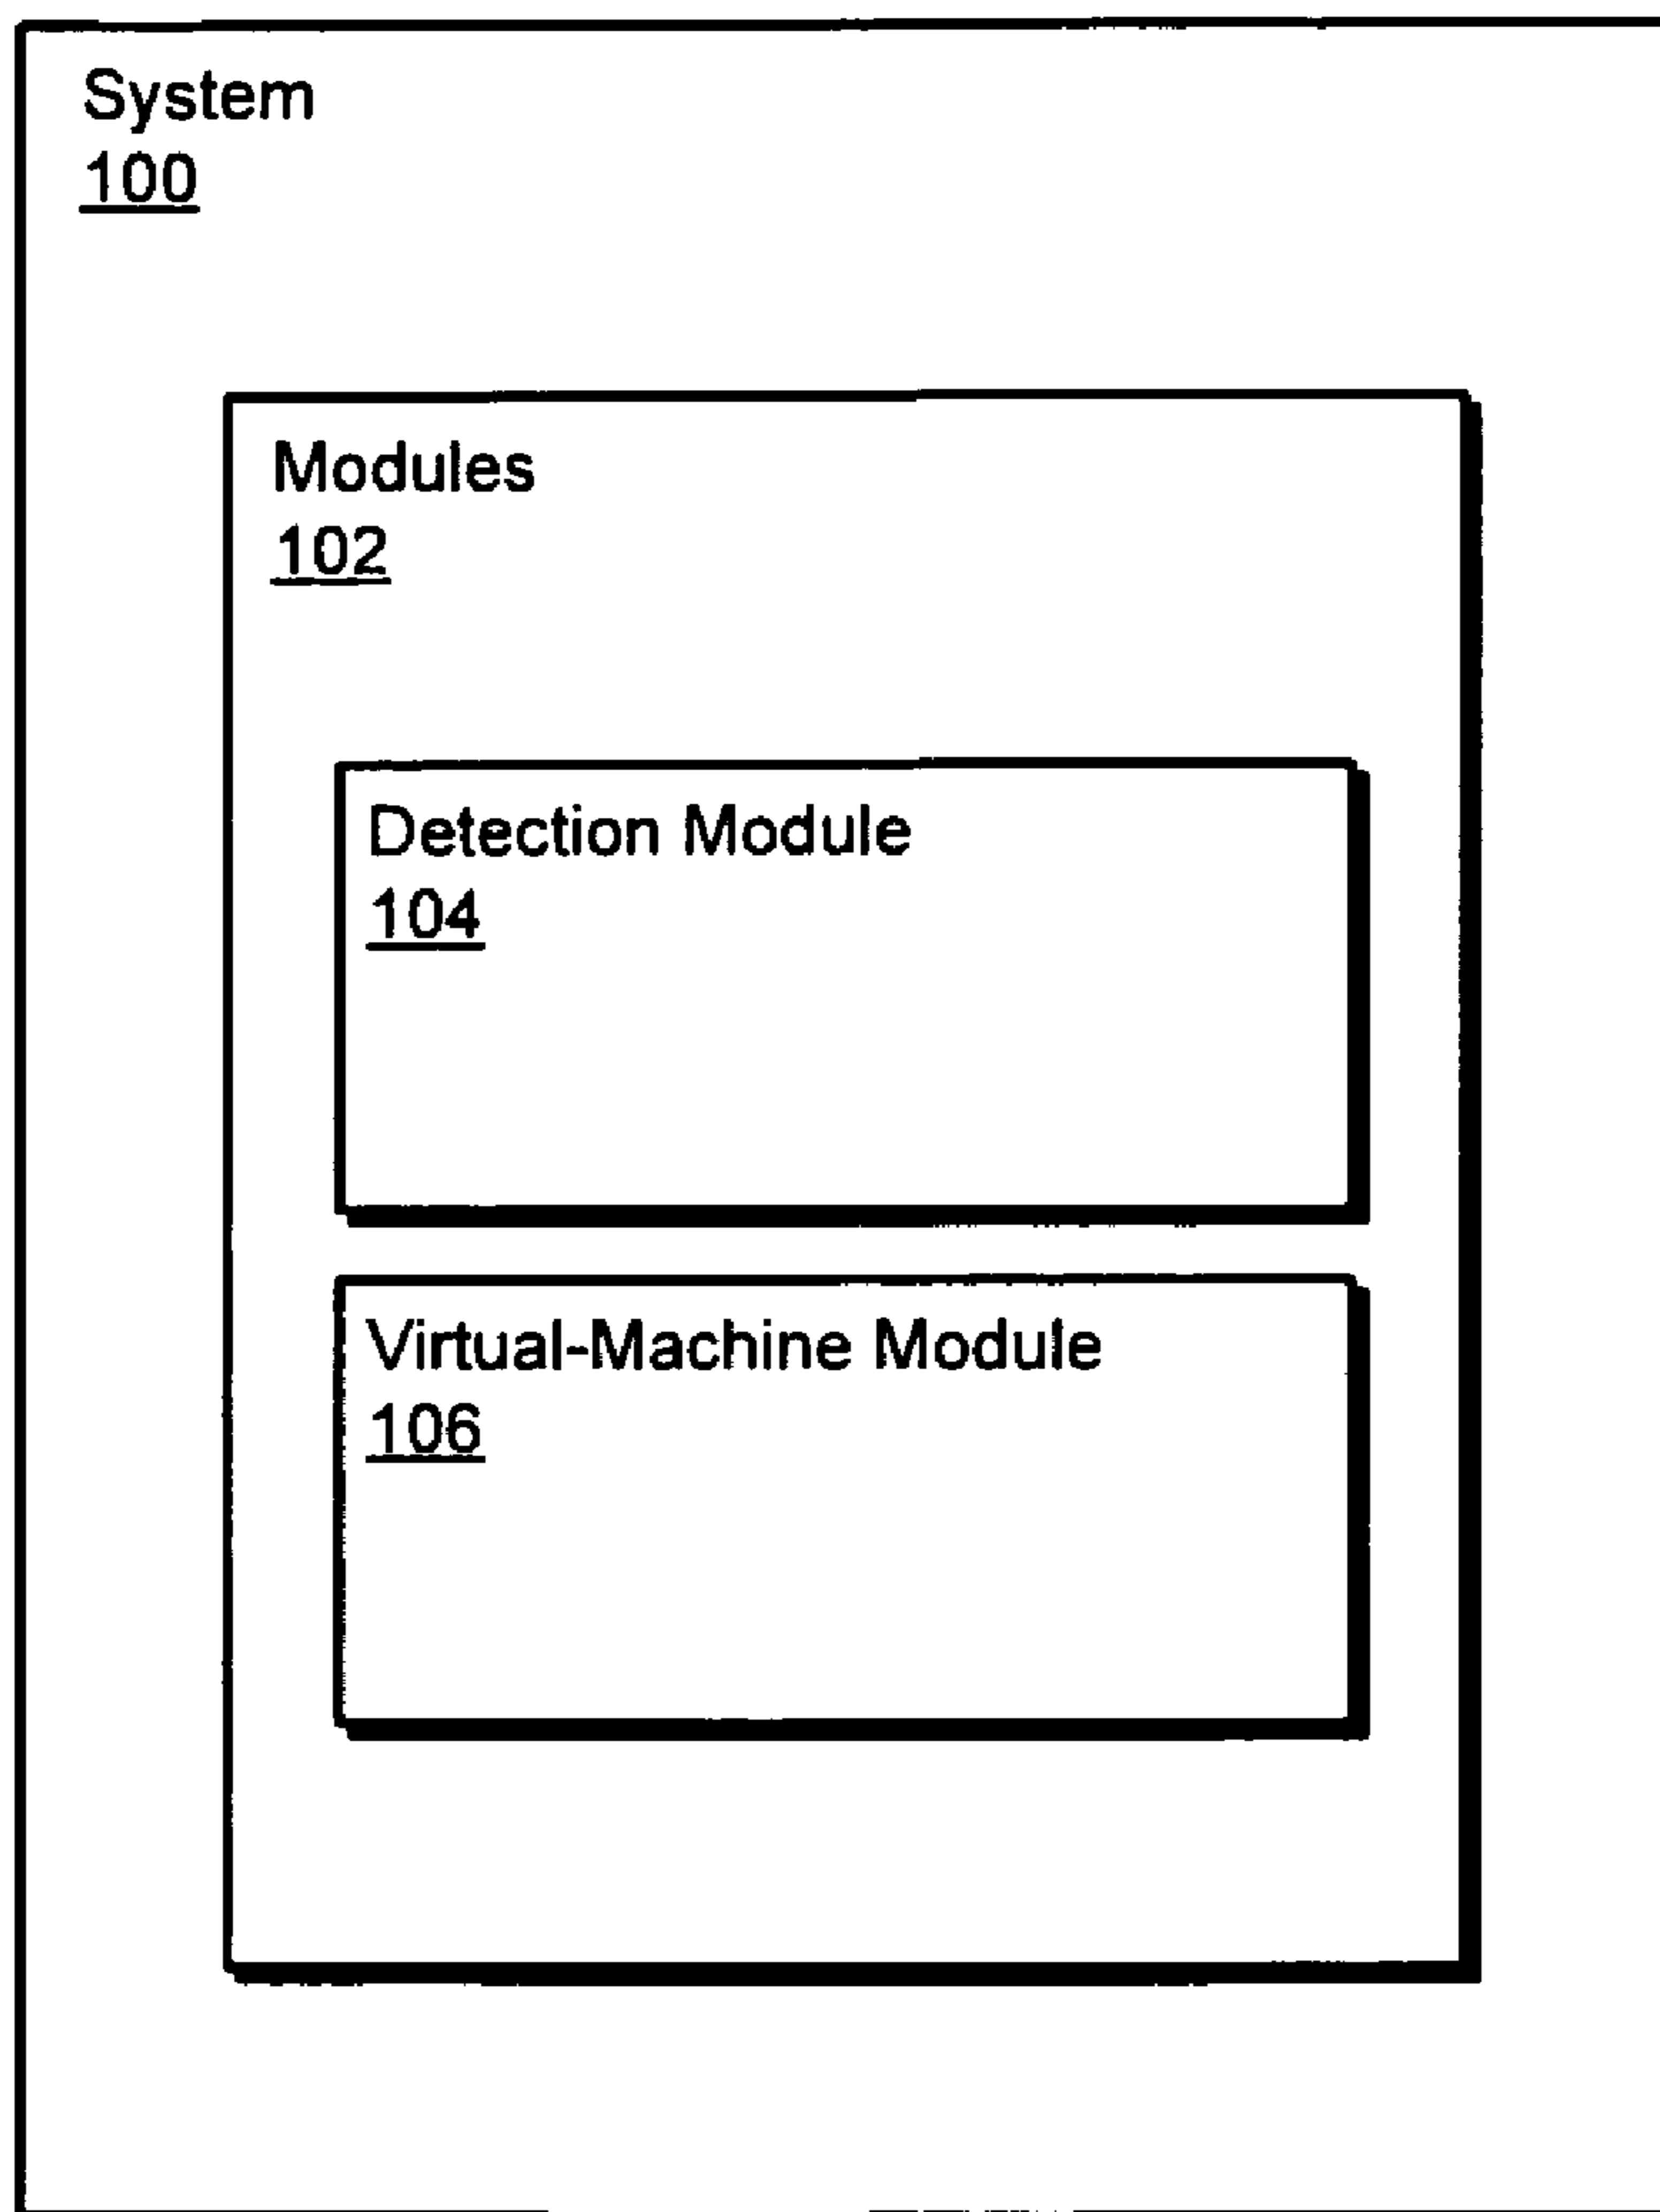 System
100
Modules
102
Detection Module
104
Virtual-Machine Module
106